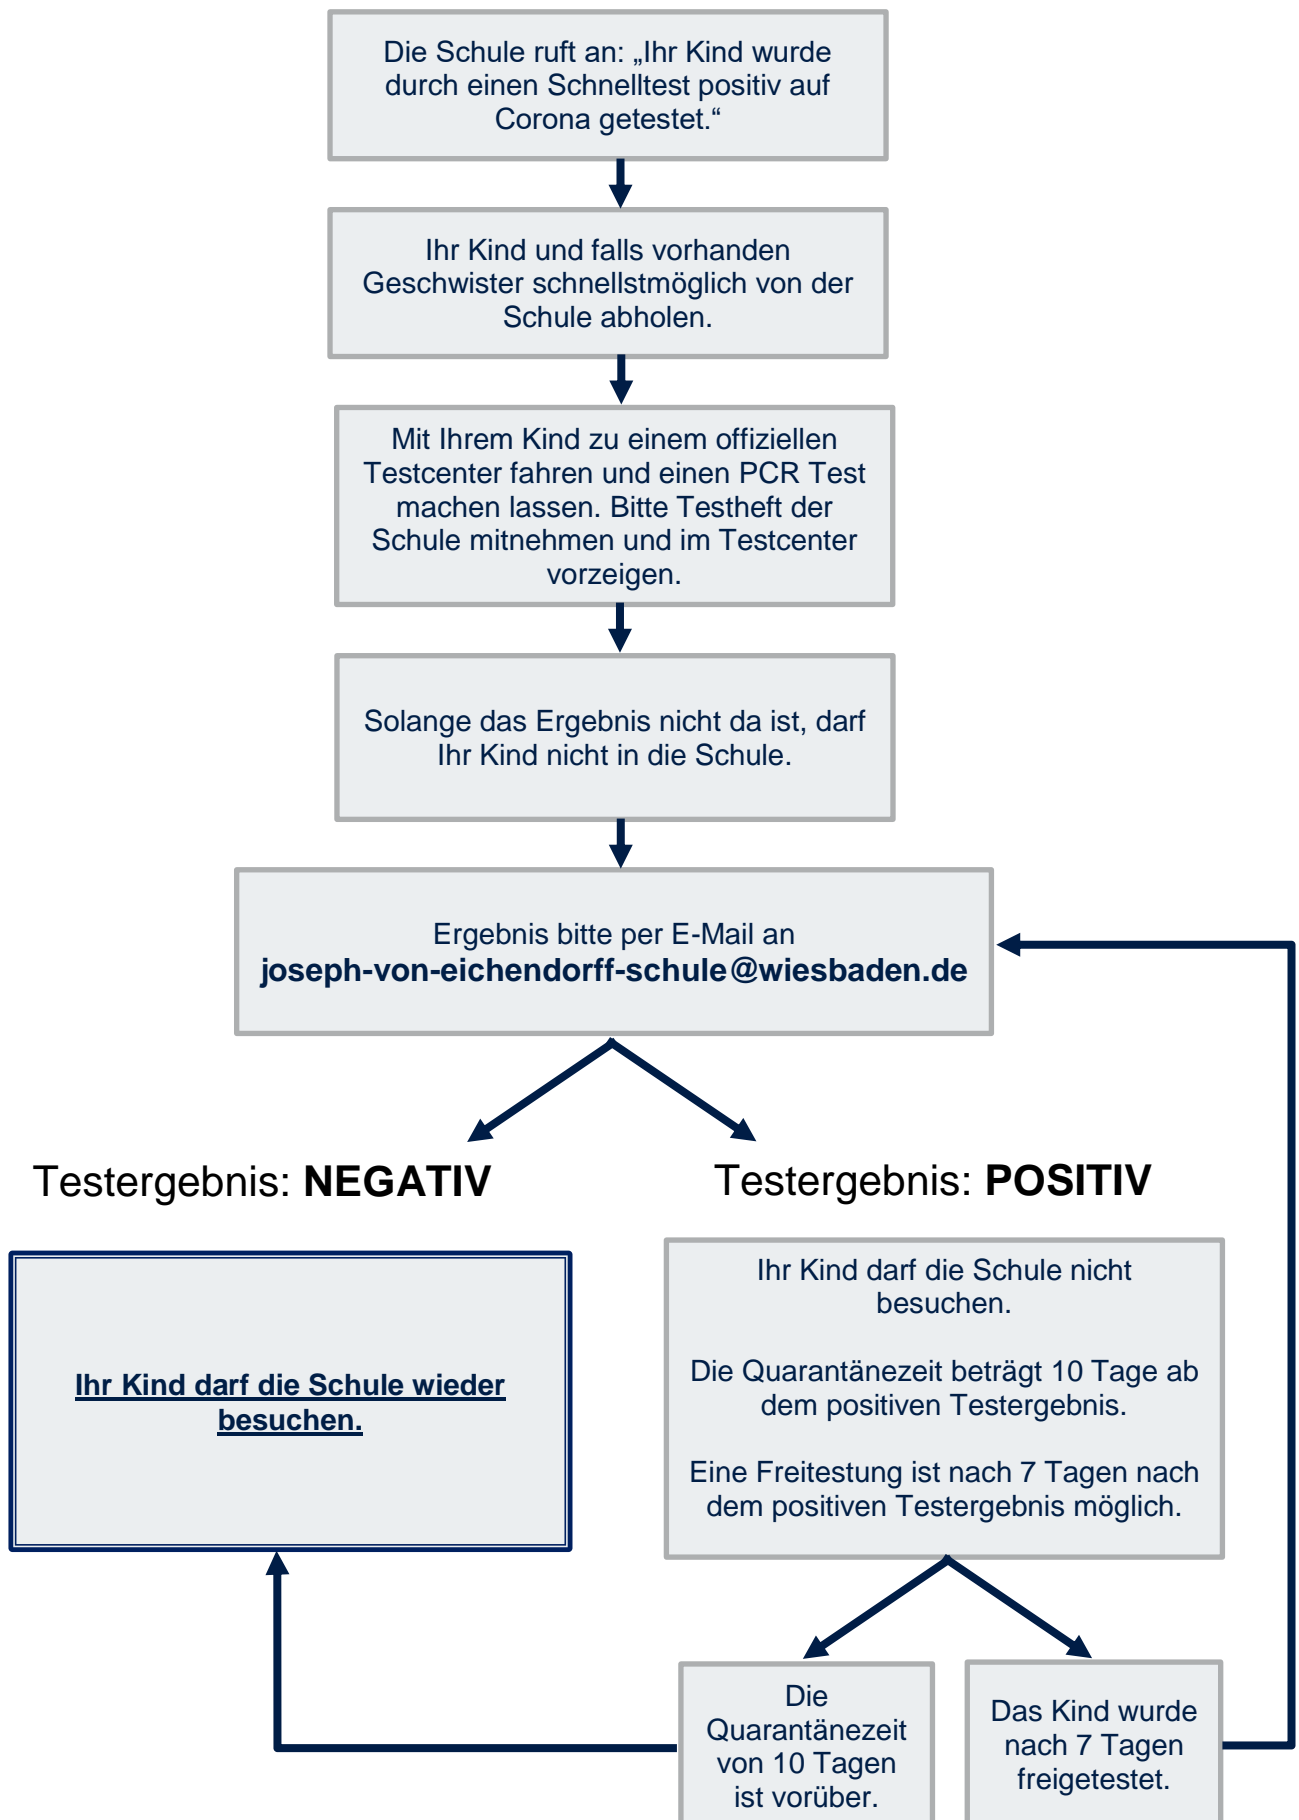 Die Schule ruft an: „Ihr Kind wurde
durch einen Schnelltest positiv auf
Corona getestet.“
Ihr Kind und falls vorhanden
Geschwister schnellstmöglich von der
Schule abholen.
Mit Ihrem Kind zu einem offiziellen
Testcenter fahren und einen PCR Test
machen lassen. Bitte Testheft der
Schule mitnehmen und im Testcenter
vorzeigen.
Solange das Ergebnis nicht da ist, darf
Ihr Kind nicht in die Schule.
Ergebnis bitte per E-Mail an
joseph-von-eichendorff-schule@wiesbaden.de
Testergebnis: NEGATIV
Testergebnis: POSITIV
Ihr Kind darf die Schule wieder
besuchen.
Ihr Kind darf die Schule nicht
besuchen.
Die Quarantänezeit beträgt 10 Tage ab
dem positiven Testergebnis.
Eine Freitestung ist nach 7 Tagen nach
dem positiven Testergebnis möglich.
Die
Quarantänezeit
von 10 Tagen
ist vorüber.
Das Kind wurde
nach 7 Tagen
freigetestet.